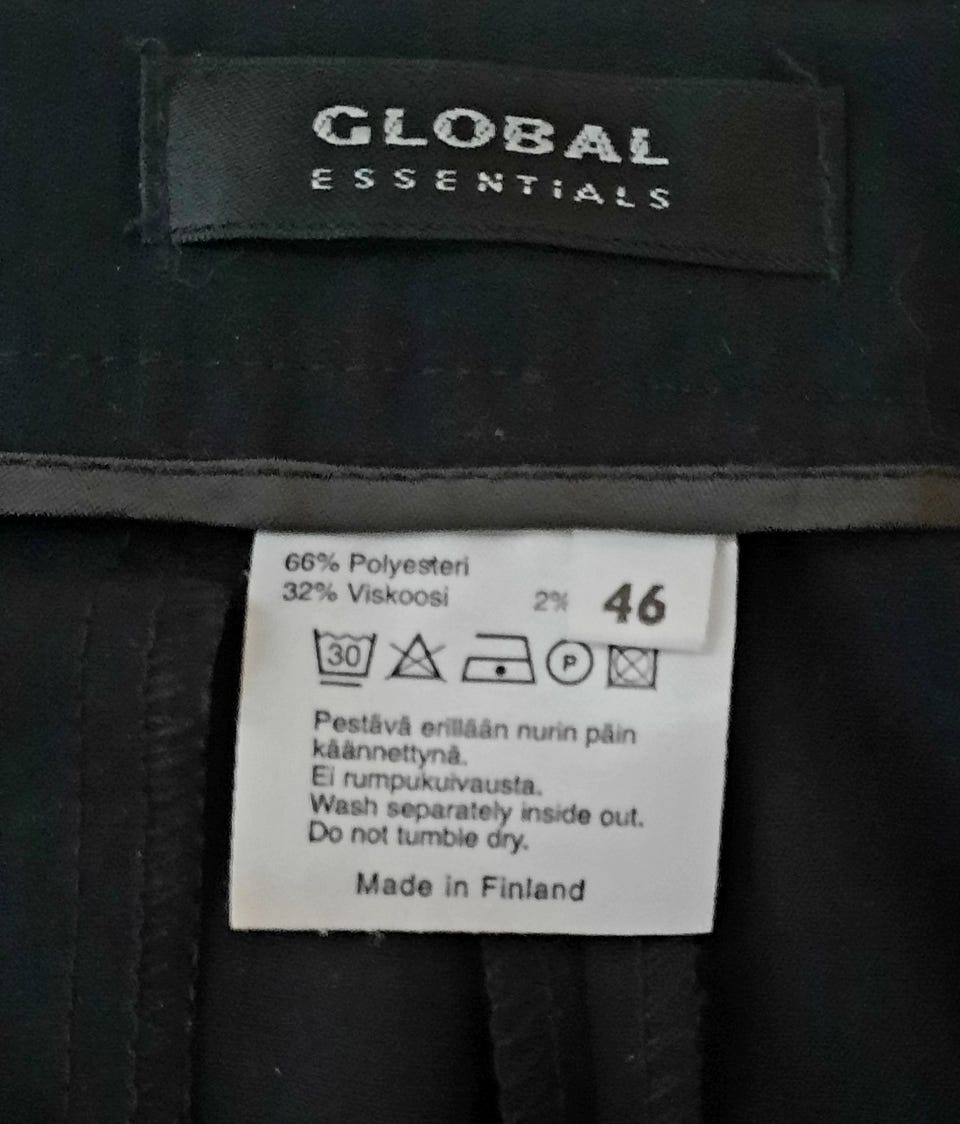 GLOBAL
ESSENTIALS
66% Polyesteri
32% Viskoosi 2% 46
30 P
Pestävä erillään nurin päin
käännettynä.
Ei rumpukuivausta.
Wash separately inside out.
Do not tumble dry.
Made in Finland